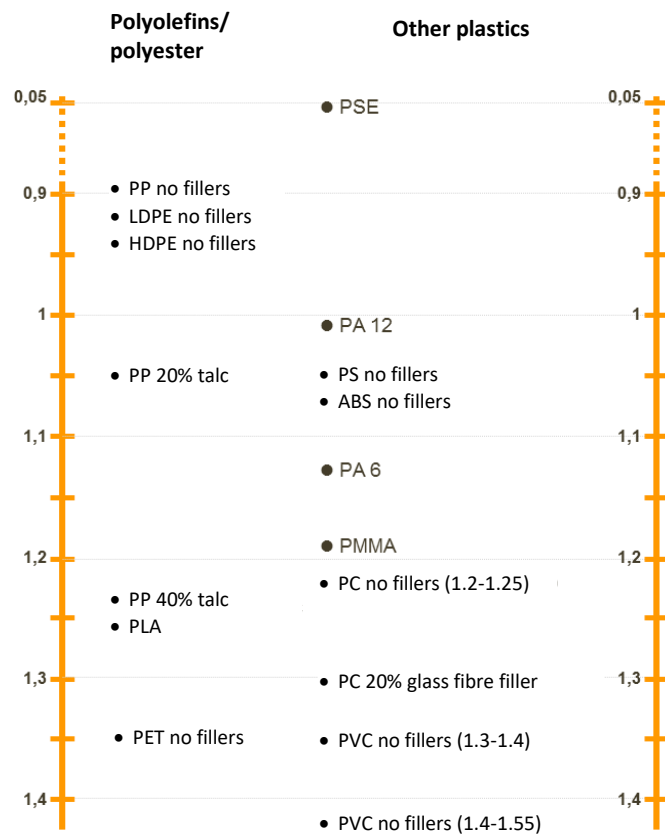 Polyolefins/
polyester
Other plastics
0,05
0,05
• PSE
0,9
0,9
• PP no fillers
• LDPE no fillers
• HDPE no fillers
1
1
• PA 12
• PP 20% talc
• PS no fillers
• ABS no fillers
1,1
1,1
• PA 6
• PMMA
1,2
1,2
• PC no fillers (1.2-1.25)
• PP 40% talc
• PLA
1,3
1,3
• PC 20% glass fibre filler
• PET no fillers
• PVC no fillers (1.3-1.4)
1,4
1,4
• PVC no fillers (1.4-1.55)